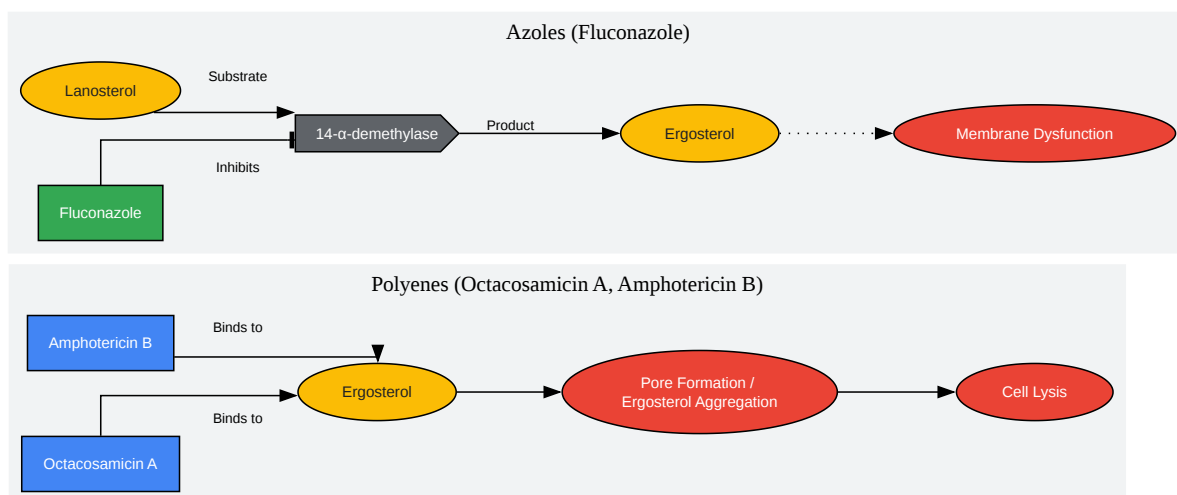 Azoles (Fluconazole)
Lanosterol
Substrate
14-α-demethylase
Product
Ergosterol
Membrane Dysfunction
Inhibits
Fluconazole
Polyenes (Octacosamicin A, Amphotericin B)
Amphotericin B
Binds to
Ergosterol
Pore Formation /
Ergosterol Aggregation
Cell Lysis
Binds to
Octacosamicin A